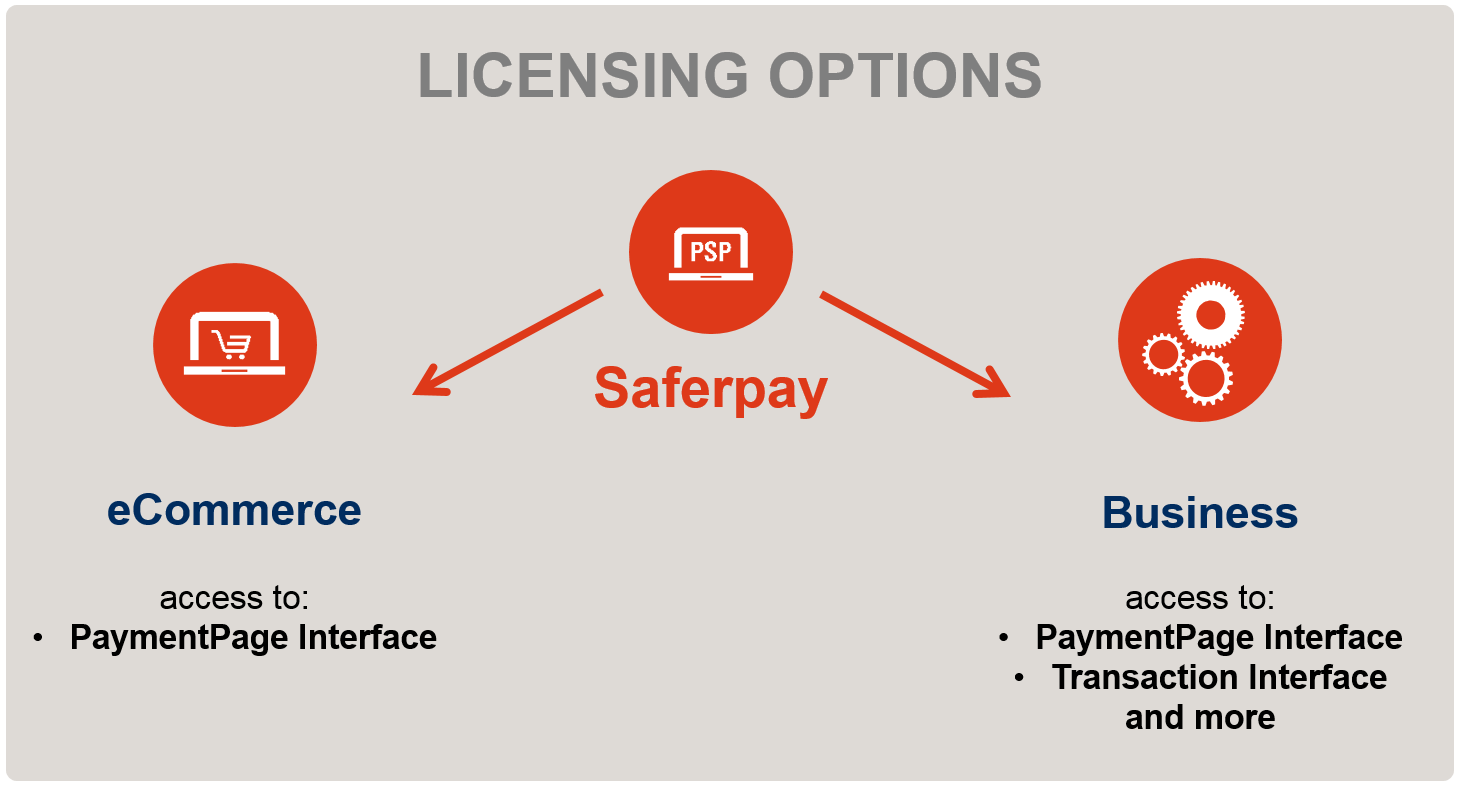 LICENSING OPTIONS
PSP
Saferpay
eCommerce
access to:
• PaymentPage Interface
Business
access to:
• PaymentPage Interface
• Transaction Interface
and more